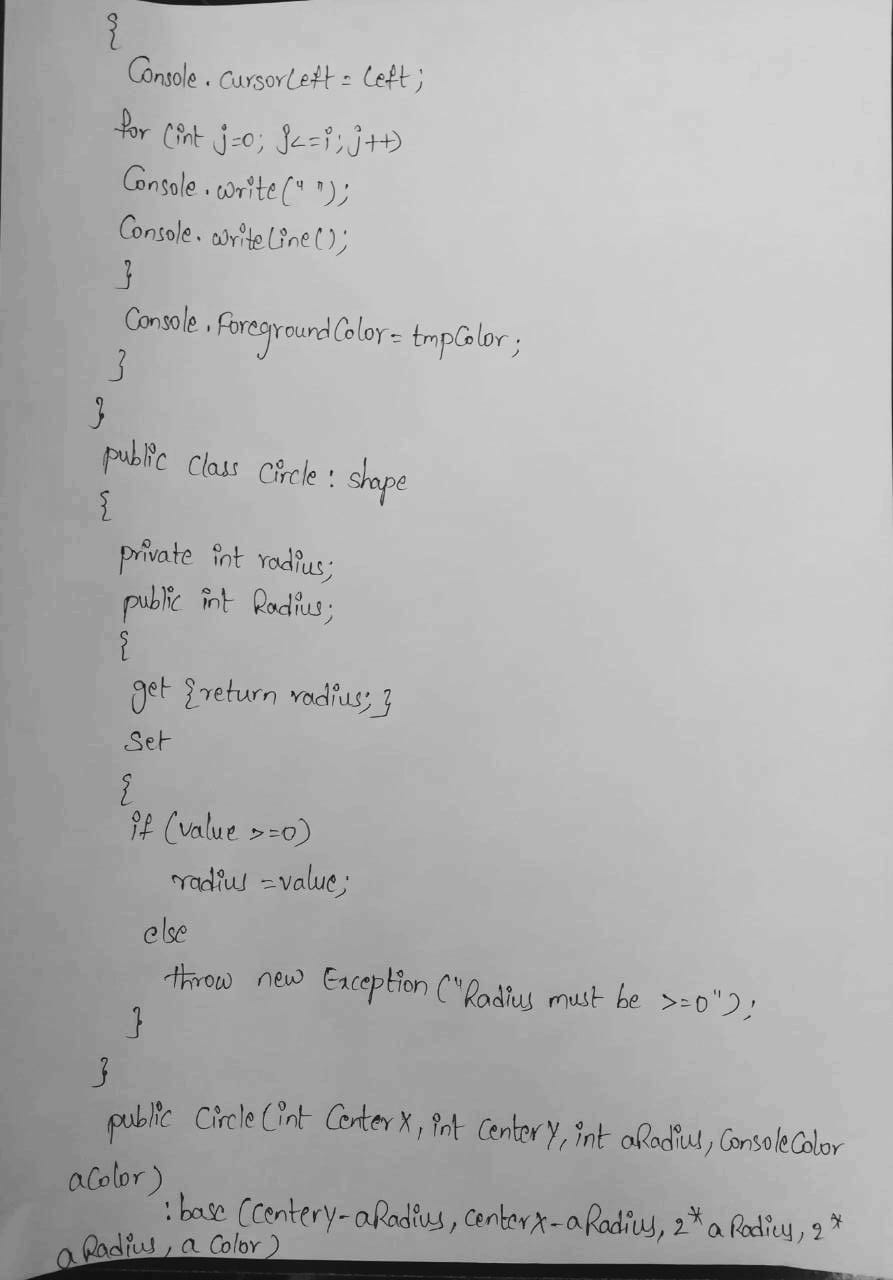 {
Console.CursorLeft = left;
for (int j=0; j<=i; j++)
Console.write(" ");
Console.writeline();
}
Console.ForegroundColor = tmpColor;
}
}
public class Circle : shape
{
private int radius;
public int Radius;
{
get {return radius;}
Set
{
if (value >=0)
radius = value;
else
throw new Exception ("Radius must be >=0");
}
}
public Circle (int CenterX, int CenterY, int aRadius, ConsoleColor
aColor)
: base (CenterY-aRadius, centerX-aRadius, 2* aRadius, 2*
aRadius, a Color)